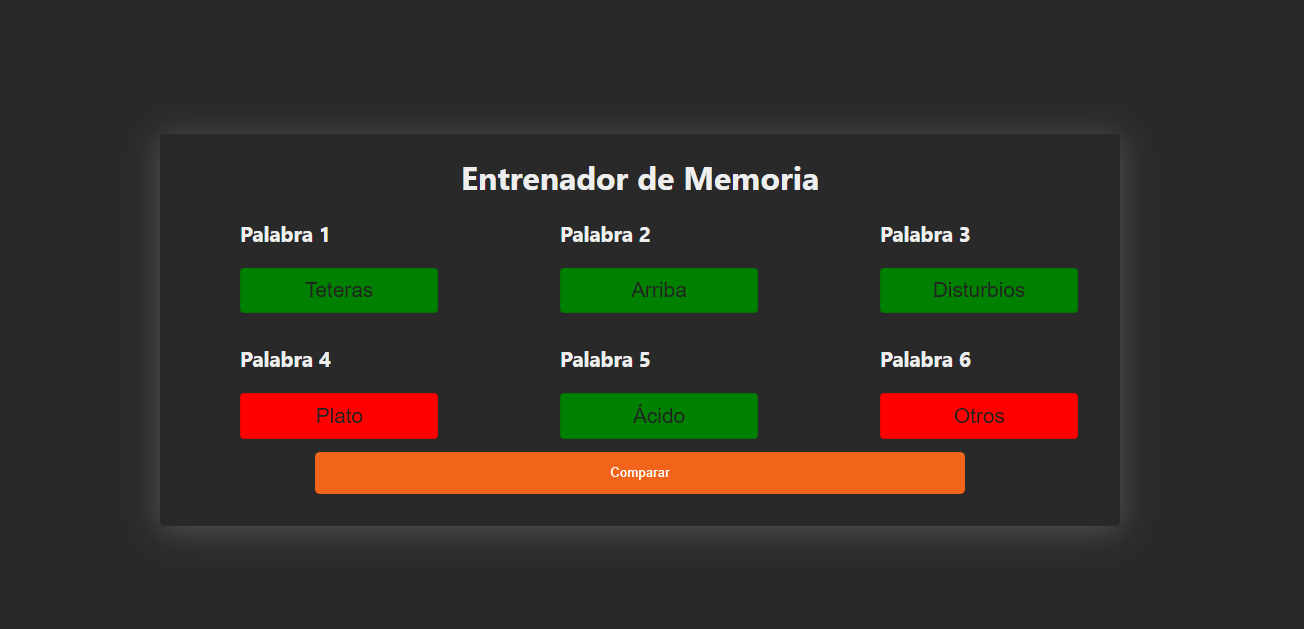 Entrenador de Memoria
Palabra 1 Palabra 2 Palabra 3
Teteras Arriba Disturbios
Palabra 4 Palabra 5 Palabra 6
Plato Ácido Otros
Comparar